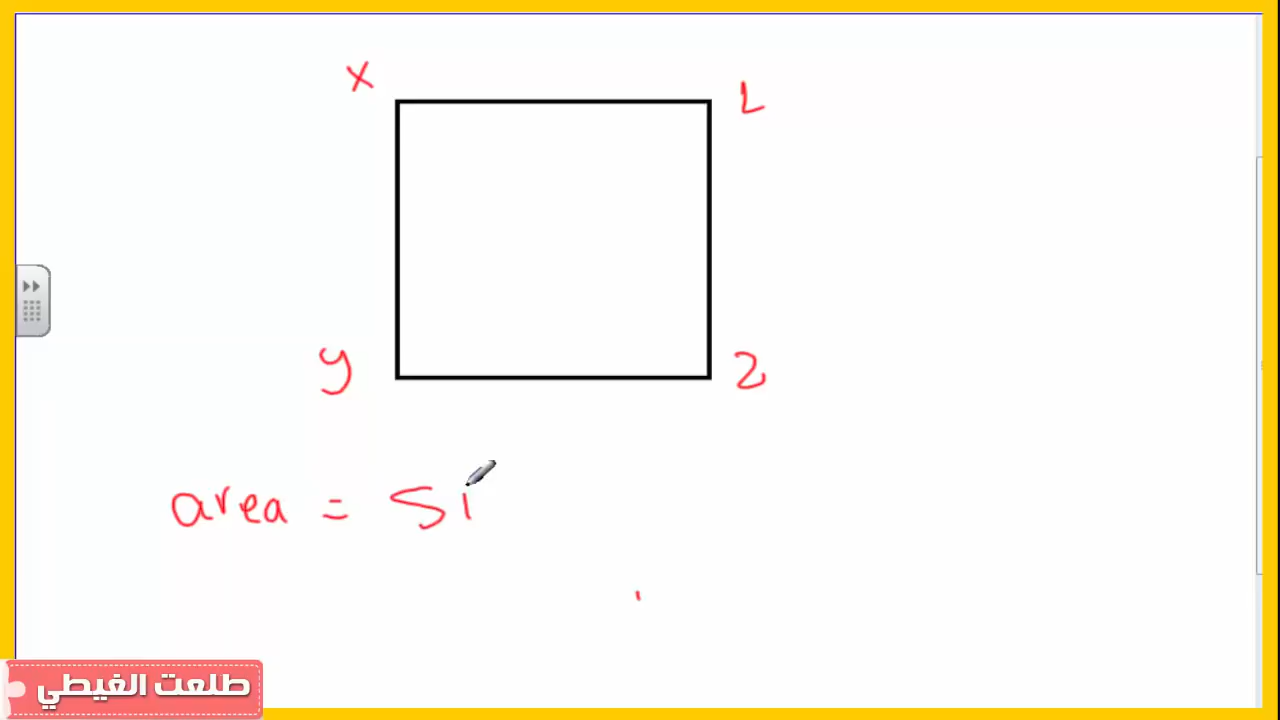 X
L
y
Z
area = Si
طلعت الغيطي